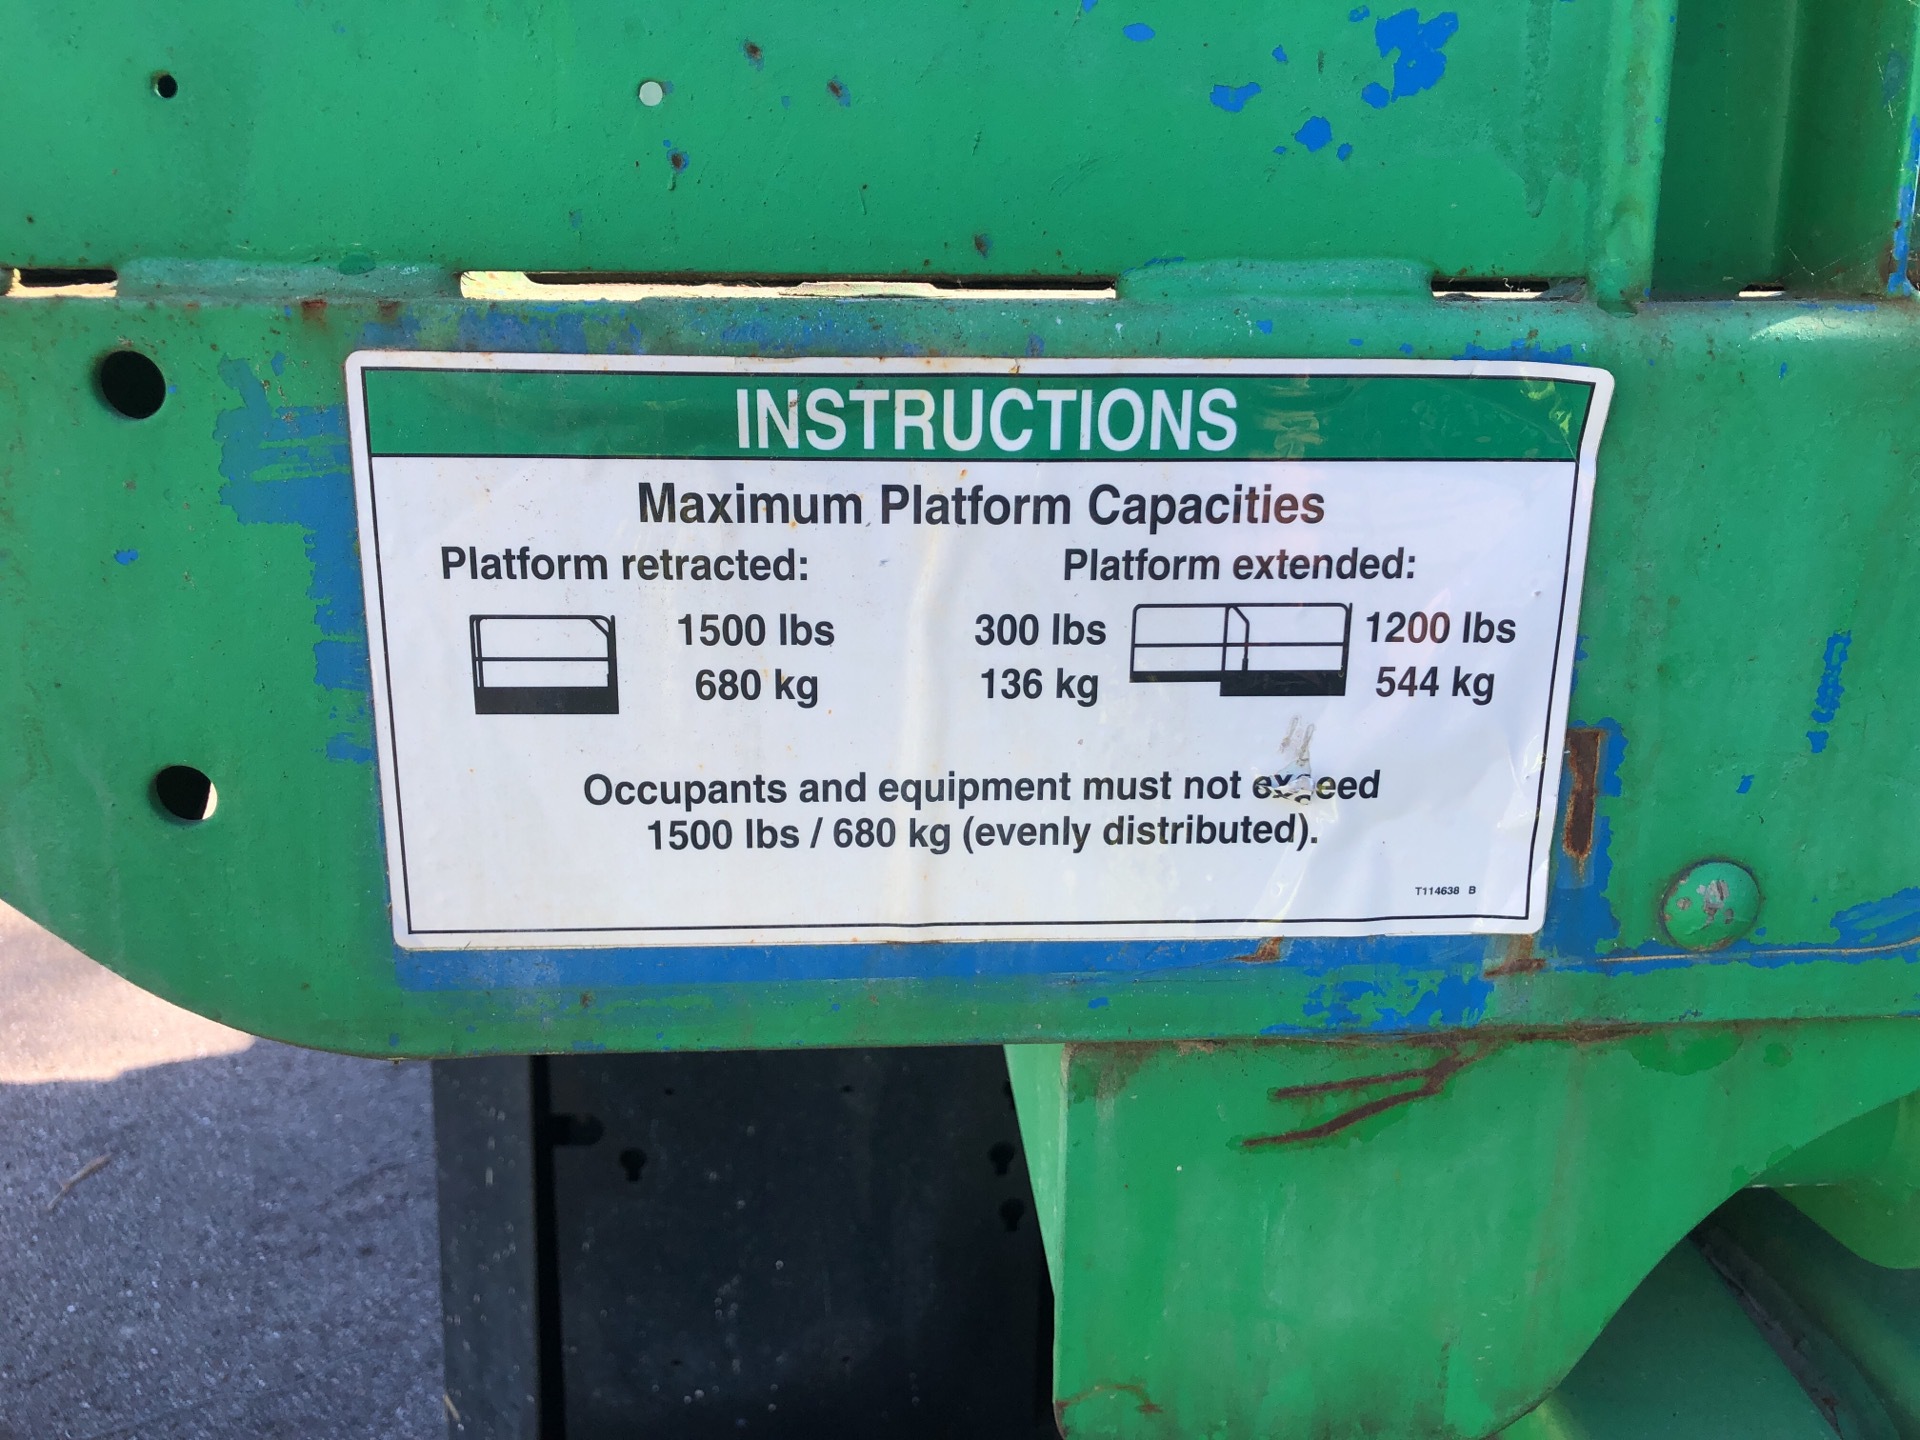 INSTRUCTIONS
Maximum Platform Capacities
Platform retracted:
1500 lbs
680 kg
Platform extended:
300 lbs
136 kg
1200 lbs
544 kg
Occupants and equipment must not exceed
1500 lbs / 680 kg (evenly distributed).
T114638 B